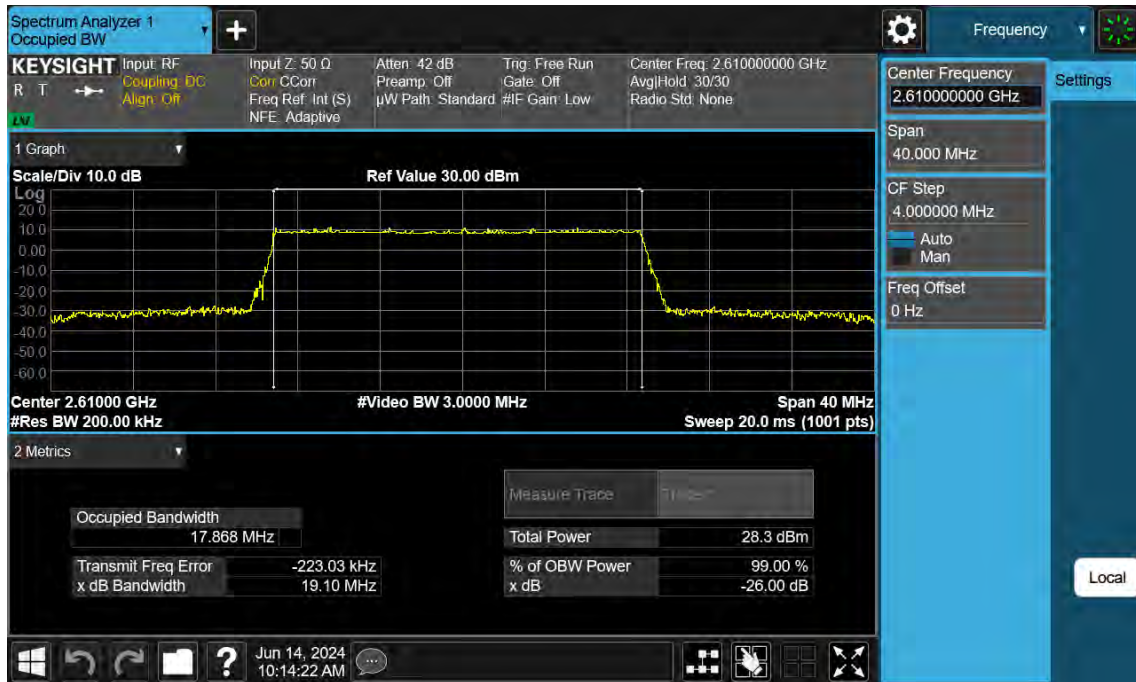 Spectrum Analyzer 1
Occupied BW
+
Frequency
KEYSIGHT
R T
LXI
Input: RF
Coupling: DC
Align: Off
Input Z: 50 Ω
Corr CCorr
Freq Ref: Int (S)
NFE: Adaptive
Atten: 42 dB
Preamp: Off
µW Path: Standard
Trig: Free Run
Gate: Off
#IF Gain: Low
Center Freq: 2.610000000 GHz
Avg|Hold: 30/30
Radio Std: None
Center Frequency
2.610000000 GHz
Settings
Span
40.000 MHz
CF Step
4.000000 MHz
Auto
Man
Freq Offset
0 Hz
1 Graph
Scale/Div 10.0 dB
Ref Value 30.00 dBm
Log
20.0
10.0
0.00
-10.0
-20.0
-30.0
-40.0
-50.0
-60.0
Center 2.61000 GHz
#Video BW 3.0000 MHz
Span 40 MHz
#Res BW 200.00 kHz
Sweep 20.0 ms (1001 pts)
2 Metrics
Measure Trace
Occupied Bandwidth
17.868 MHz
Total Power 28.3 dBm
Transmit Freq Error -223.03 kHz
% of OBW Power 99.00 %
x dB Bandwidth 19.10 MHz
x dB -26.00 dB
Local
?
Jun 14, 2024
10:14:22 AM